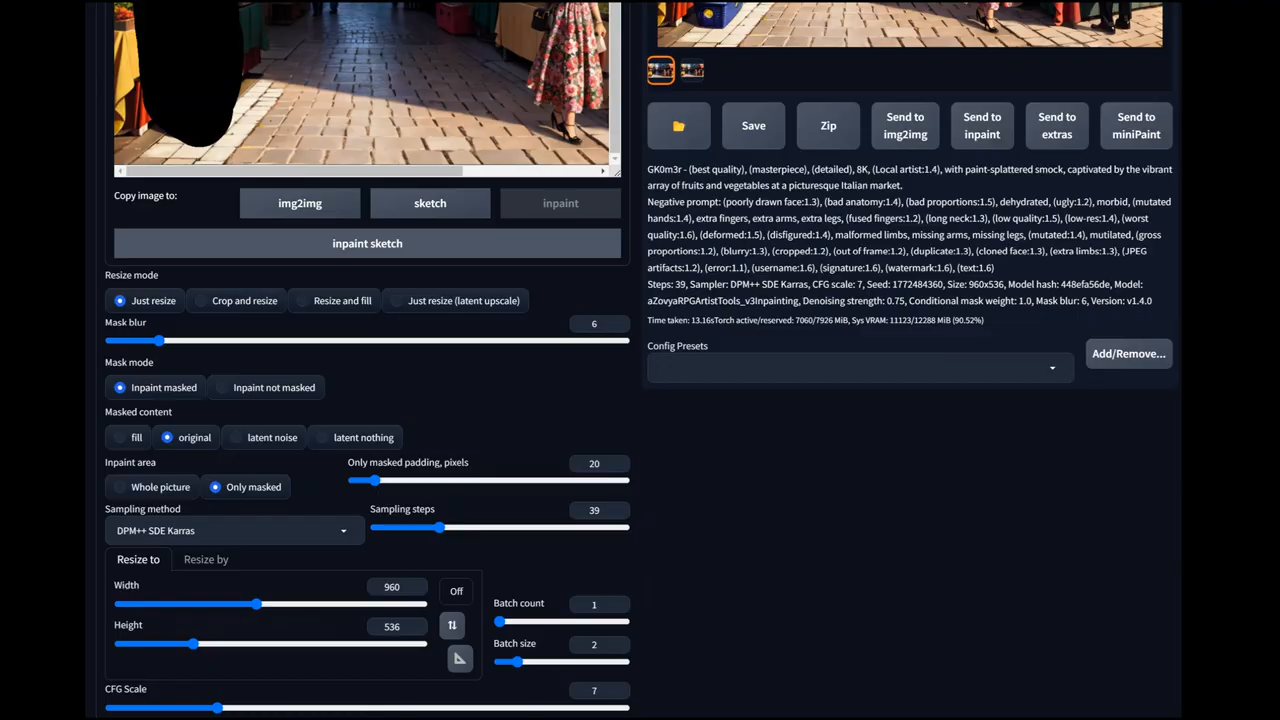 Copy image to:
img2img
sketch
inpaint
inpaint sketch
Resize mode
Just resize
Crop and resize
Resize and fill
Just resize (latent upscale)
Mask blur
6
Mask mode
Inpaint masked
Inpaint not masked
Masked content
fill
original
latent noise
latent nothing
Inpaint area
Whole picture
Only masked
Only masked padding, pixels
20
Sampling method
DPM++ SDE Karras
Sampling steps
39
Resize to
Resize by
Width
960
Off
Height
536
Batch count
1
Batch size
2
CFG Scale
7
Save
Zip
Send to
img2img
Send to
inpaint
Send to
extras
Send to
miniPaint
GK0m3r - (best quality), (masterpiece), (detailed), 8K, (Local artist:1.4), with paint-splattered smock, captivated by the vibrant
array of fruits and vegetables at a picturesque Italian market.
Negative prompt: (poorly drawn face:1.3), (bad anatomy:1.4), (bad proportions:1.5), dehydrated, (ugly:1.2), morbid, (mutated
hands:1.4), extra fingers, extra arms, extra legs, (fused fingers:1.2), (long neck:1.3), (low quality:1.5), (low-res:1.4), (worst
quality:1.6), (deformed:1.5), (disfigured:1.4), malformed limbs, missing arms, missing legs, (mutated:1.4), mutilated, (gross
proportions:1.2), (blurry:1.3), (cropped:1.2), (out of frame:1.2), (duplicate:1.3), (cloned face:1.3), (extra limbs:1.3), (JPEG
artifacts:1.2), (error:1.1), (username:1.6), (signature:1.6), (watermark:1.6), (text:1.6)
Steps: 39, Sampler: DPM++ SDE Karras, CFG scale: 7, Seed: 1772484360, Size: 960x536, Model hash: 448efa56de, Model:
aZovyaRPGArtistTools_v3Inpainting, Denoising strength: 0.75, Conditional mask weight: 1.0, Mask blur: 6, Version: v1.4.0
Time taken: 13.16sTorch active/reserved: 7060/7926 MiB, Sys VRAM: 11123/12288 MiB (90.52%)
Config Presets
Add/Remove...